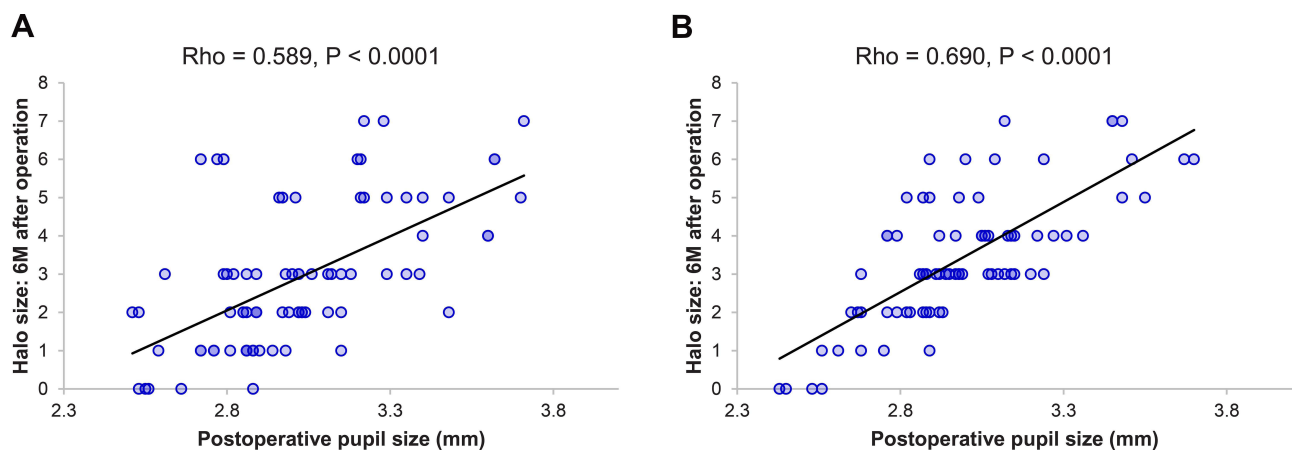 A
Rho = 0.589, P < 0.0001
Halo size: 6M after operation
8
7
6
5
4
3
2
1
0
2.3 2.8 3.3 3.8
Postoperative pupil size (mm)
B
Rho = 0.690, P < 0.0001
Halo size: 6M after operation
8
7
6
5
4
3
2
1
0
2.3 2.8 3.3 3.8
Postoperative pupil size (mm)